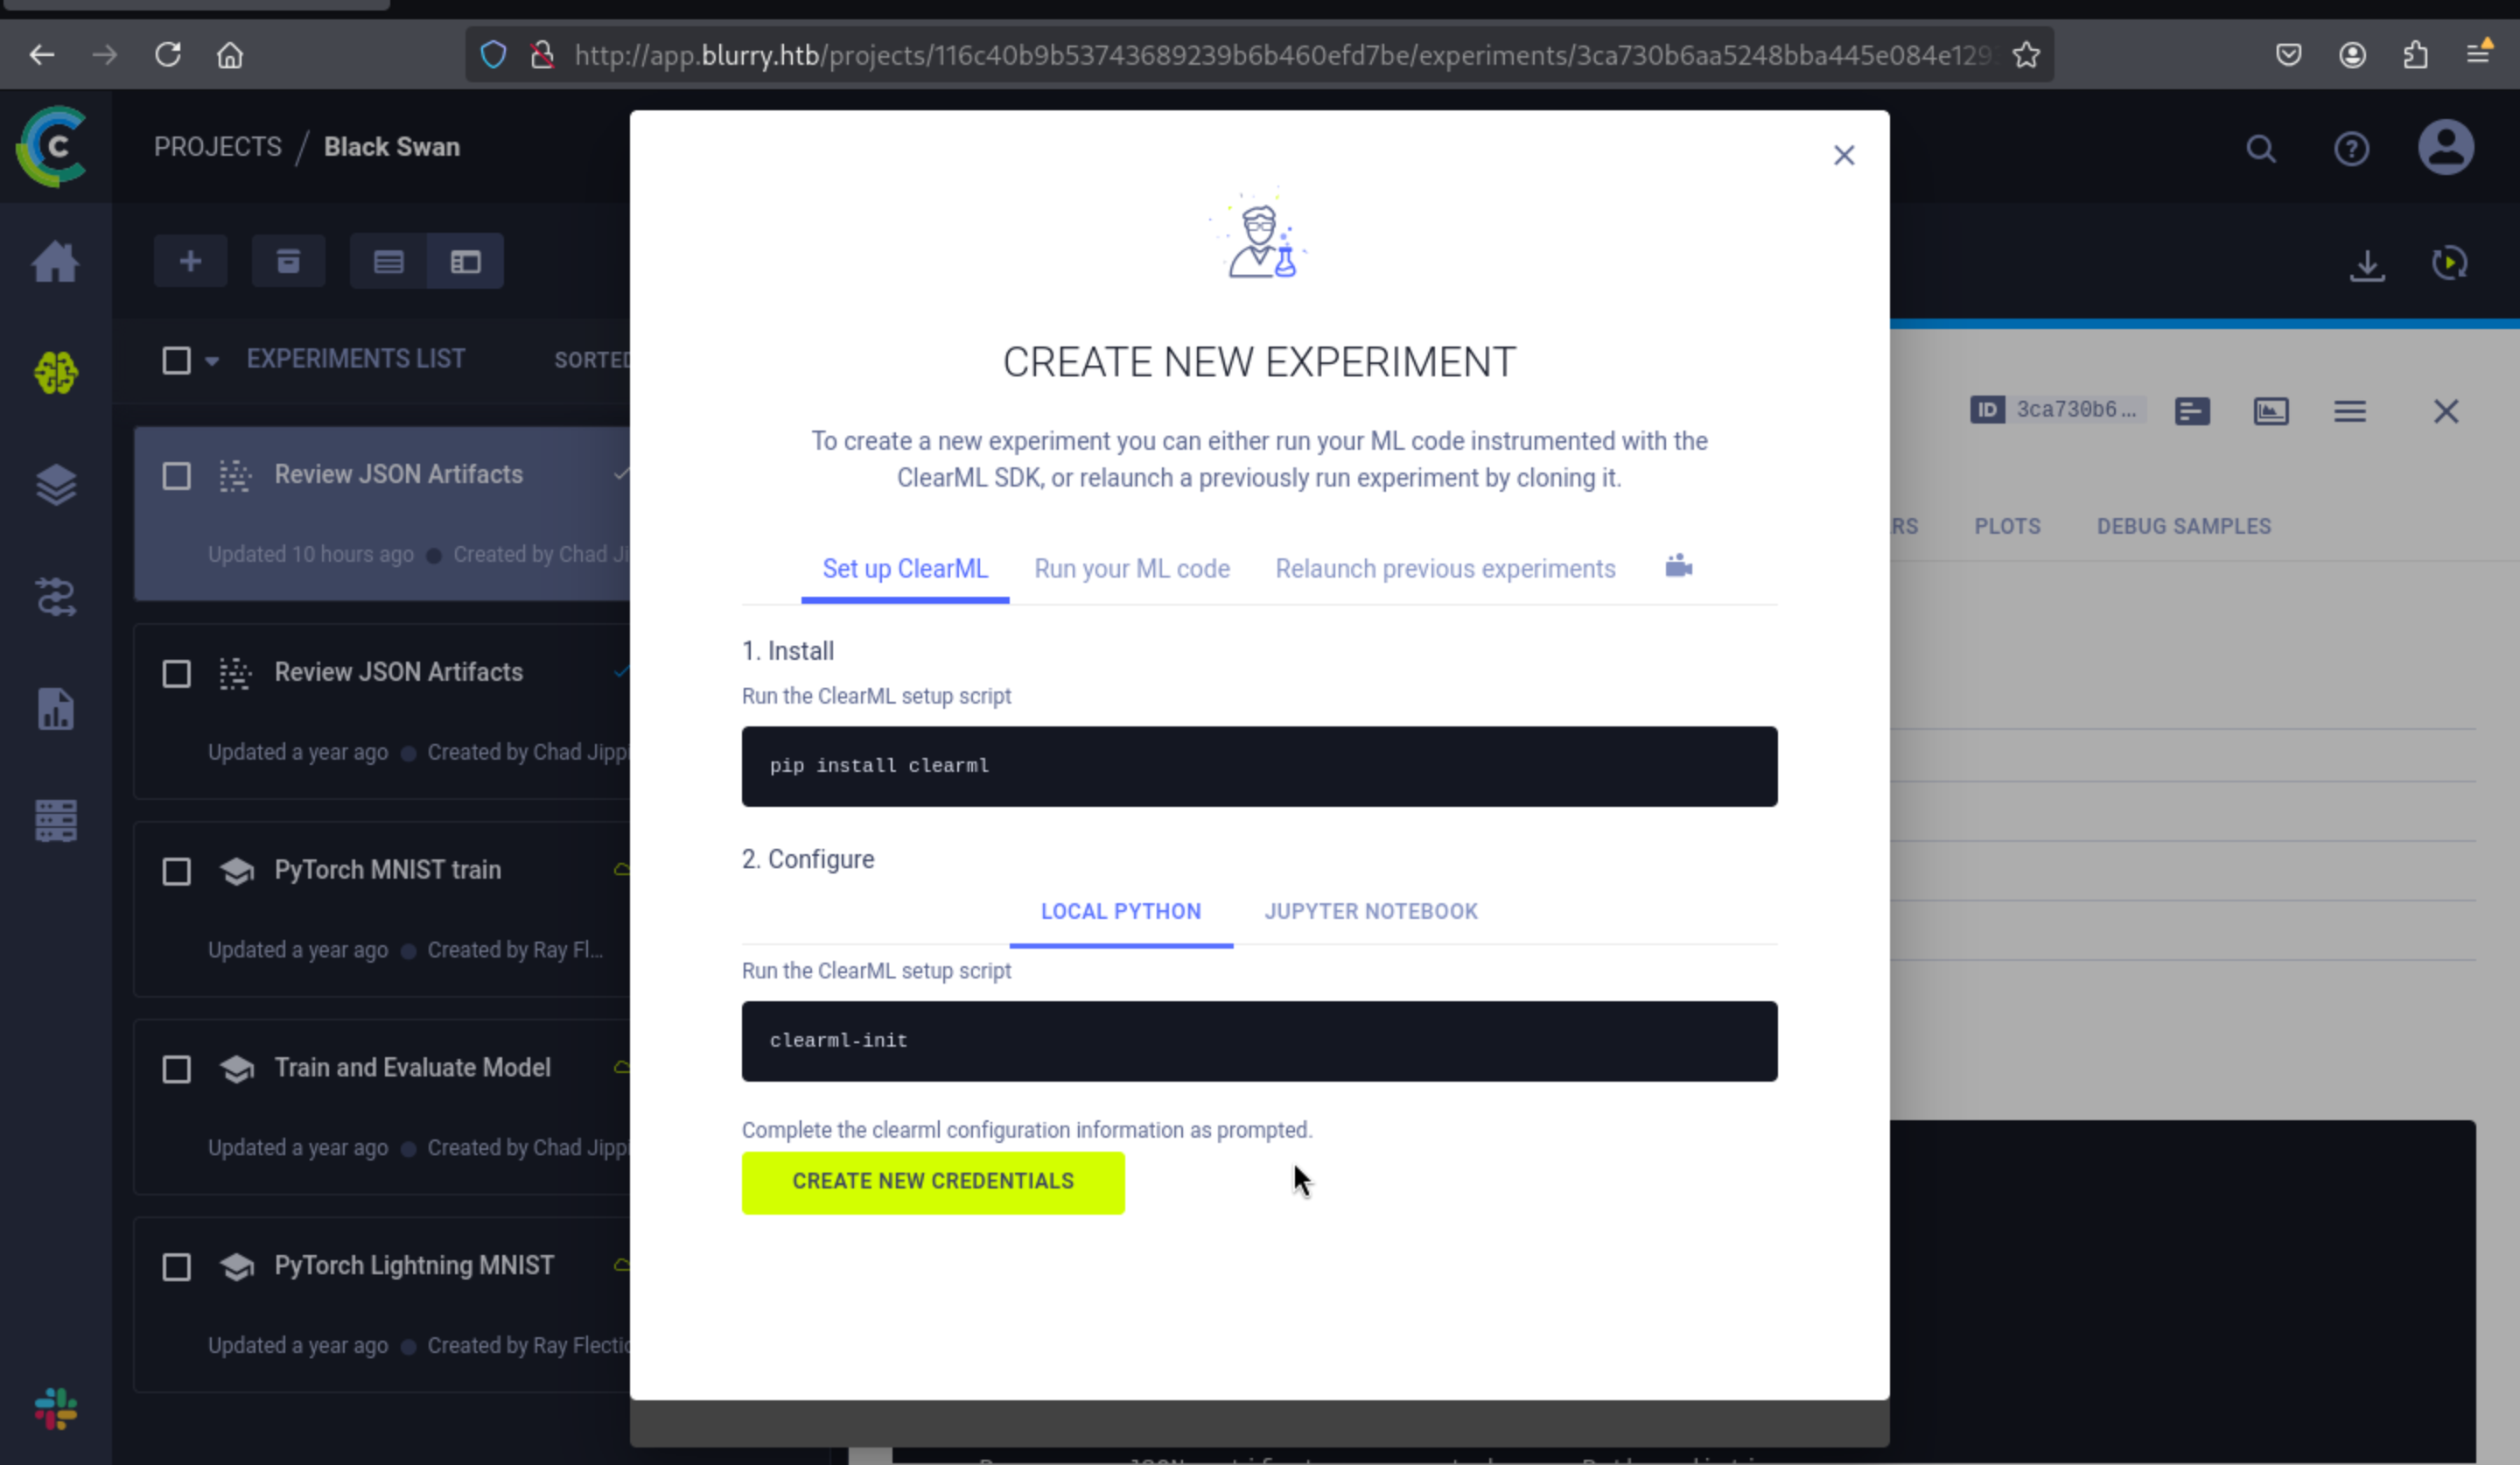 http://app.blurry.htb/projects/116c40b9b53743689239b6b460efd7be/experiments/3ca730b6aa5248bba445e084e129
PROJECTS / Black Swan
EXPERIMENTS LIST
SORTED
Review JSON Artifacts
Updated 10 hours ago
Created by Chad Ji
Review JSON Artifacts
Updated a year ago
Created by Chad Jipp
PyTorch MNIST train
Updated a year ago
Created by Ray Fl...
Train and Evaluate Model
Updated a year ago
Created by Chad Jipp
PyTorch Lightning MNIST
Updated a year ago
Created by Ray Flectio
CREATE NEW EXPERIMENT
To create a new experiment you can either run your ML code instrumented with the
ClearML SDK, or relaunch a previously run experiment by cloning it.
Set up ClearML
Run your ML code
Relaunch previous experiments
1. Install
Run the ClearML setup script
pip install clearml
2. Configure
LOCAL PYTHON
JUPYTER NOTEBOOK
Run the ClearML setup script
clearml-init
Complete the clearml configuration information as prompted.
CREATE NEW CREDENTIALS
ID 3ca730b6...
RS
PLOTS
DEBUG SAMPLES